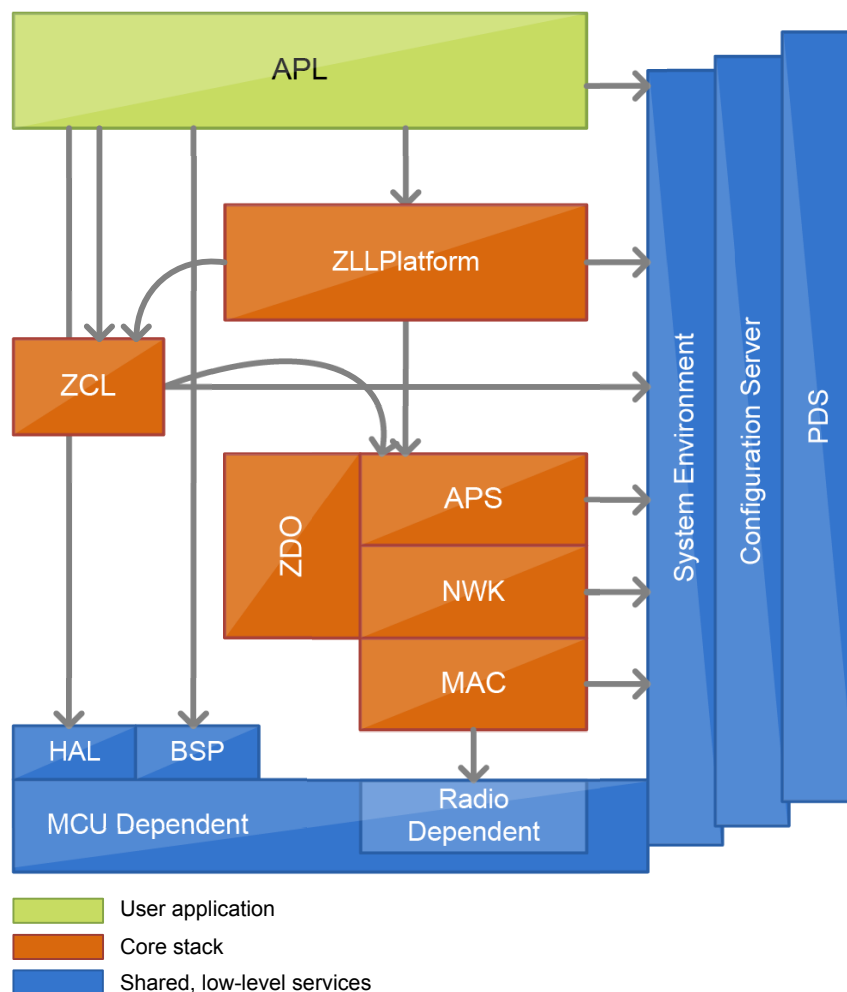 APL
ZLLPlatform
ZCL
System Environment
Configuration Server
PDS
ZDO
APS
NWK
MAC
HAL
BSP
MCU Dependent
Radio
Dependent
User application
Core stack
Shared, low-level services